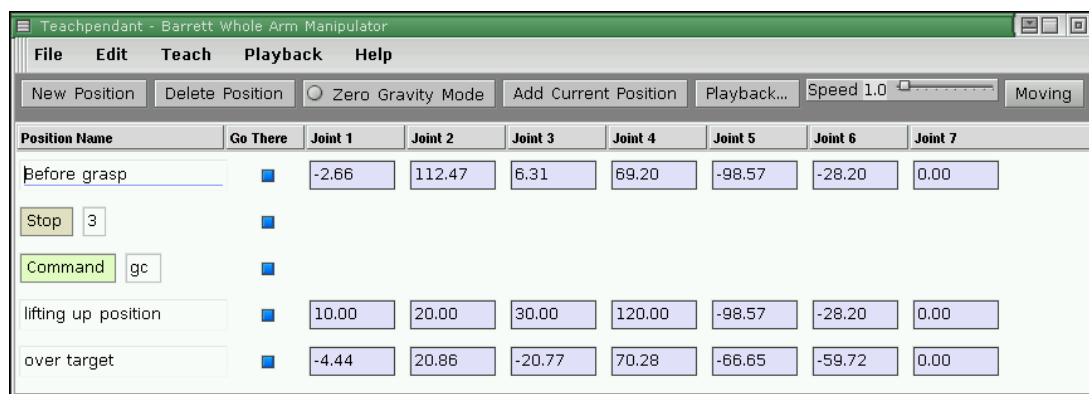 Teachpendant - Barrett Whole Arm Manipulator
File Edit Teach Playback Help
New Position Delete Position Zero Gravity Mode Add Current Position Playback... Speed 1.0 Moving
Position Name Go There Joint 1 Joint 2 Joint 3 Joint 4 Joint 5 Joint 6 Joint 7
Before grasp -2.66 112.47 6.31 69.20 -98.57 -28.20 0.00
Stop 3
Command gc
lifting up position 10.00 20.00 30.00 120.00 -98.57 -28.20 0.00
over target -4.44 20.86 -20.77 70.28 -66.65 -59.72 0.00